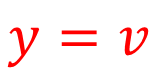 y = v